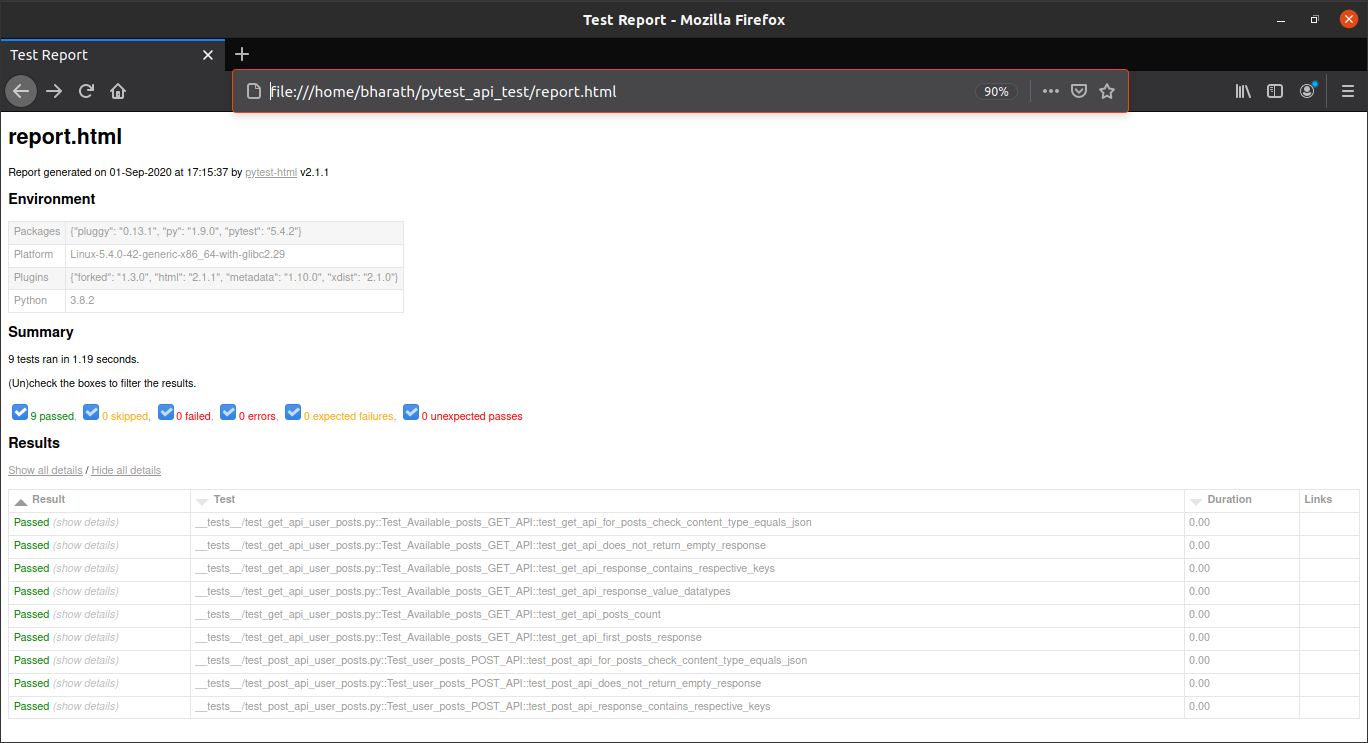 Test Report - Mozilla Firefox
Test Report
file:///home/bharath/pytest_api_test/report.html 90%
report.html
Report generated on 01-Sep-2020 at 17:15:37 by pytest-html v2.1.1
Environment
Packages {"pluggy": "0.13.1", "py": "1.9.0", "pytest": "5.4.2"}
Platform Linux-5.4.0-42-generic-x86_64-with-glibc2.29
Plugins {"forked": "1.3.0", "html": "2.1.1", "metadata": "1.10.0", "xdist": "2.1.0"}
Python 3.8.2
Summary
9 tests ran in 1.19 seconds.
(Un)check the boxes to filter the results.
9 passed, 0 skipped, 0 failed, 0 errors, 0 expected failures, 0 unexpected passes
Results
Show all details / Hide all details
Result Test Duration Links
Passed (show details) __tests__/test_get_api_user_posts.py::Test_Available_posts_GET_API::test_get_api_for_posts_check_content_type_equals_json 0.00
Passed (show details) __tests__/test_get_api_user_posts.py::Test_Available_posts_GET_API::test_get_api_does_not_return_empty_response 0.00
Passed (show details) __tests__/test_get_api_user_posts.py::Test_Available_posts_GET_API::test_get_api_response_contains_respective_keys 0.00
Passed (show details) __tests__/test_get_api_user_posts.py::Test_Available_posts_GET_API::test_get_api_response_value_datatypes 0.00
Passed (show details) __tests__/test_get_api_user_posts.py::Test_Available_posts_GET_API::test_get_api_posts_count 0.00
Passed (show details) __tests__/test_get_api_user_posts.py::Test_Available_posts_GET_API::test_get_api_first_posts_response 0.00
Passed (show details) __tests__/test_post_api_user_posts.py::Test_user_posts_POST_API::test_post_api_for_posts_check_content_type_equals_json 0.00
Passed (show details) __tests__/test_post_api_user_posts.py::Test_user_posts_POST_API::test_post_api_does_not_return_empty_response 0.00
Passed (show details) __tests__/test_post_api_user_posts.py::Test_user_posts_POST_API::test_post_api_response_contains_respective_keys 0.00